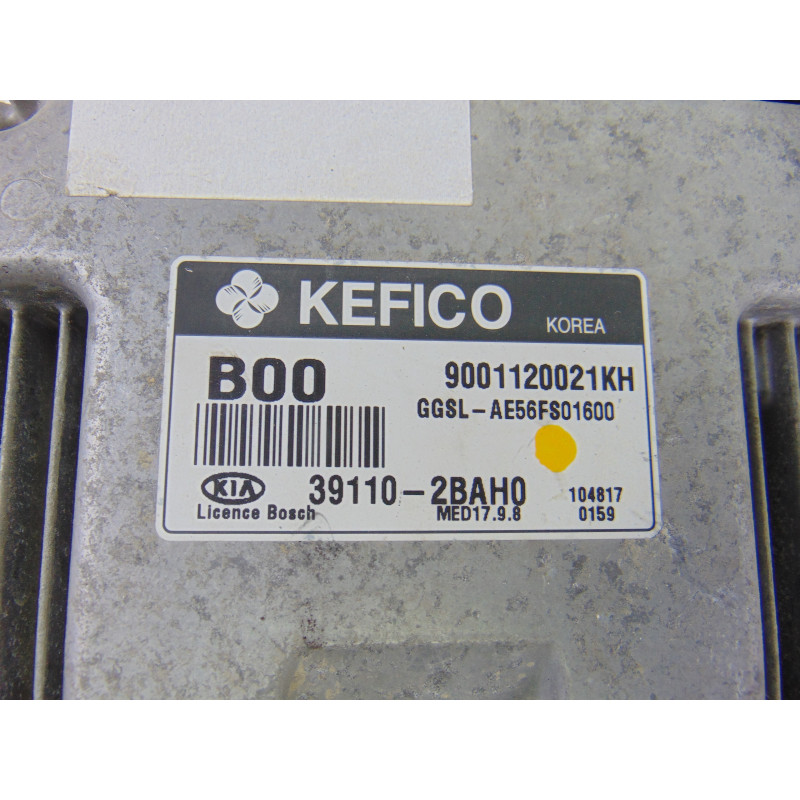 KEFICO KOREA
B00 9001120021KH
GGSL-AE56FS01600
KIA 39110-2BAH0 104817
Licence Bosch MED17.9.8 0159